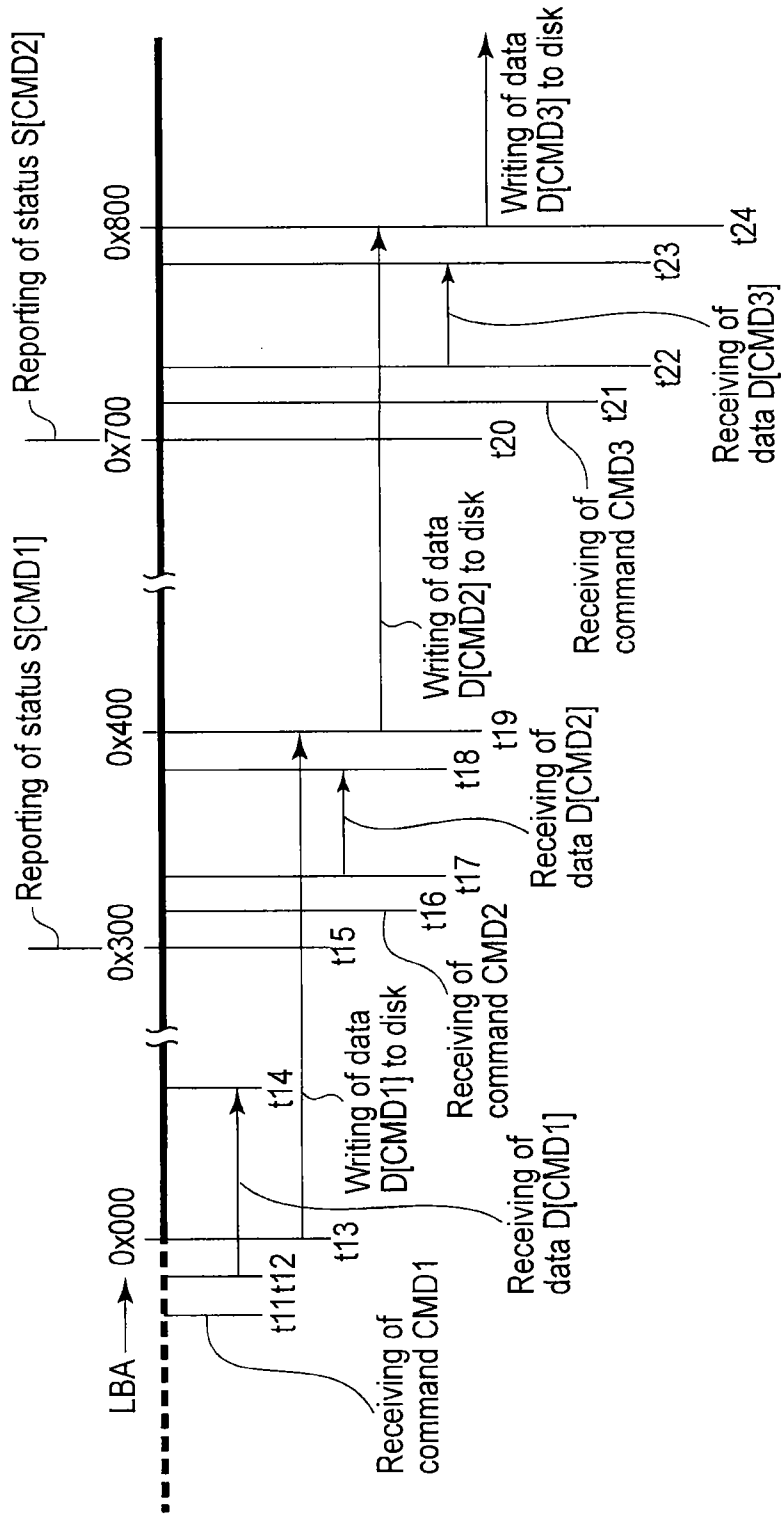 Reporting of status S[CMD1]
Reporting of status S[CMD2]
LBA
0x000
0x300
0x400
0x700
0x800
t11
t12
t13
t14
t15
t16
t17
t18
t19
t20
t21
t22
t23
t24
Receiving of
command CMD1
Receiving of
data D[CMD1]
Writing of data
D[CMD1] to disk
Receiving of
command CMD2
Receiving of
data D[CMD2]
Writing of data
D[CMD2] to disk
Receiving of
command CMD3
Receiving of
data D[CMD3]
Writing of data
D[CMD3] to disk